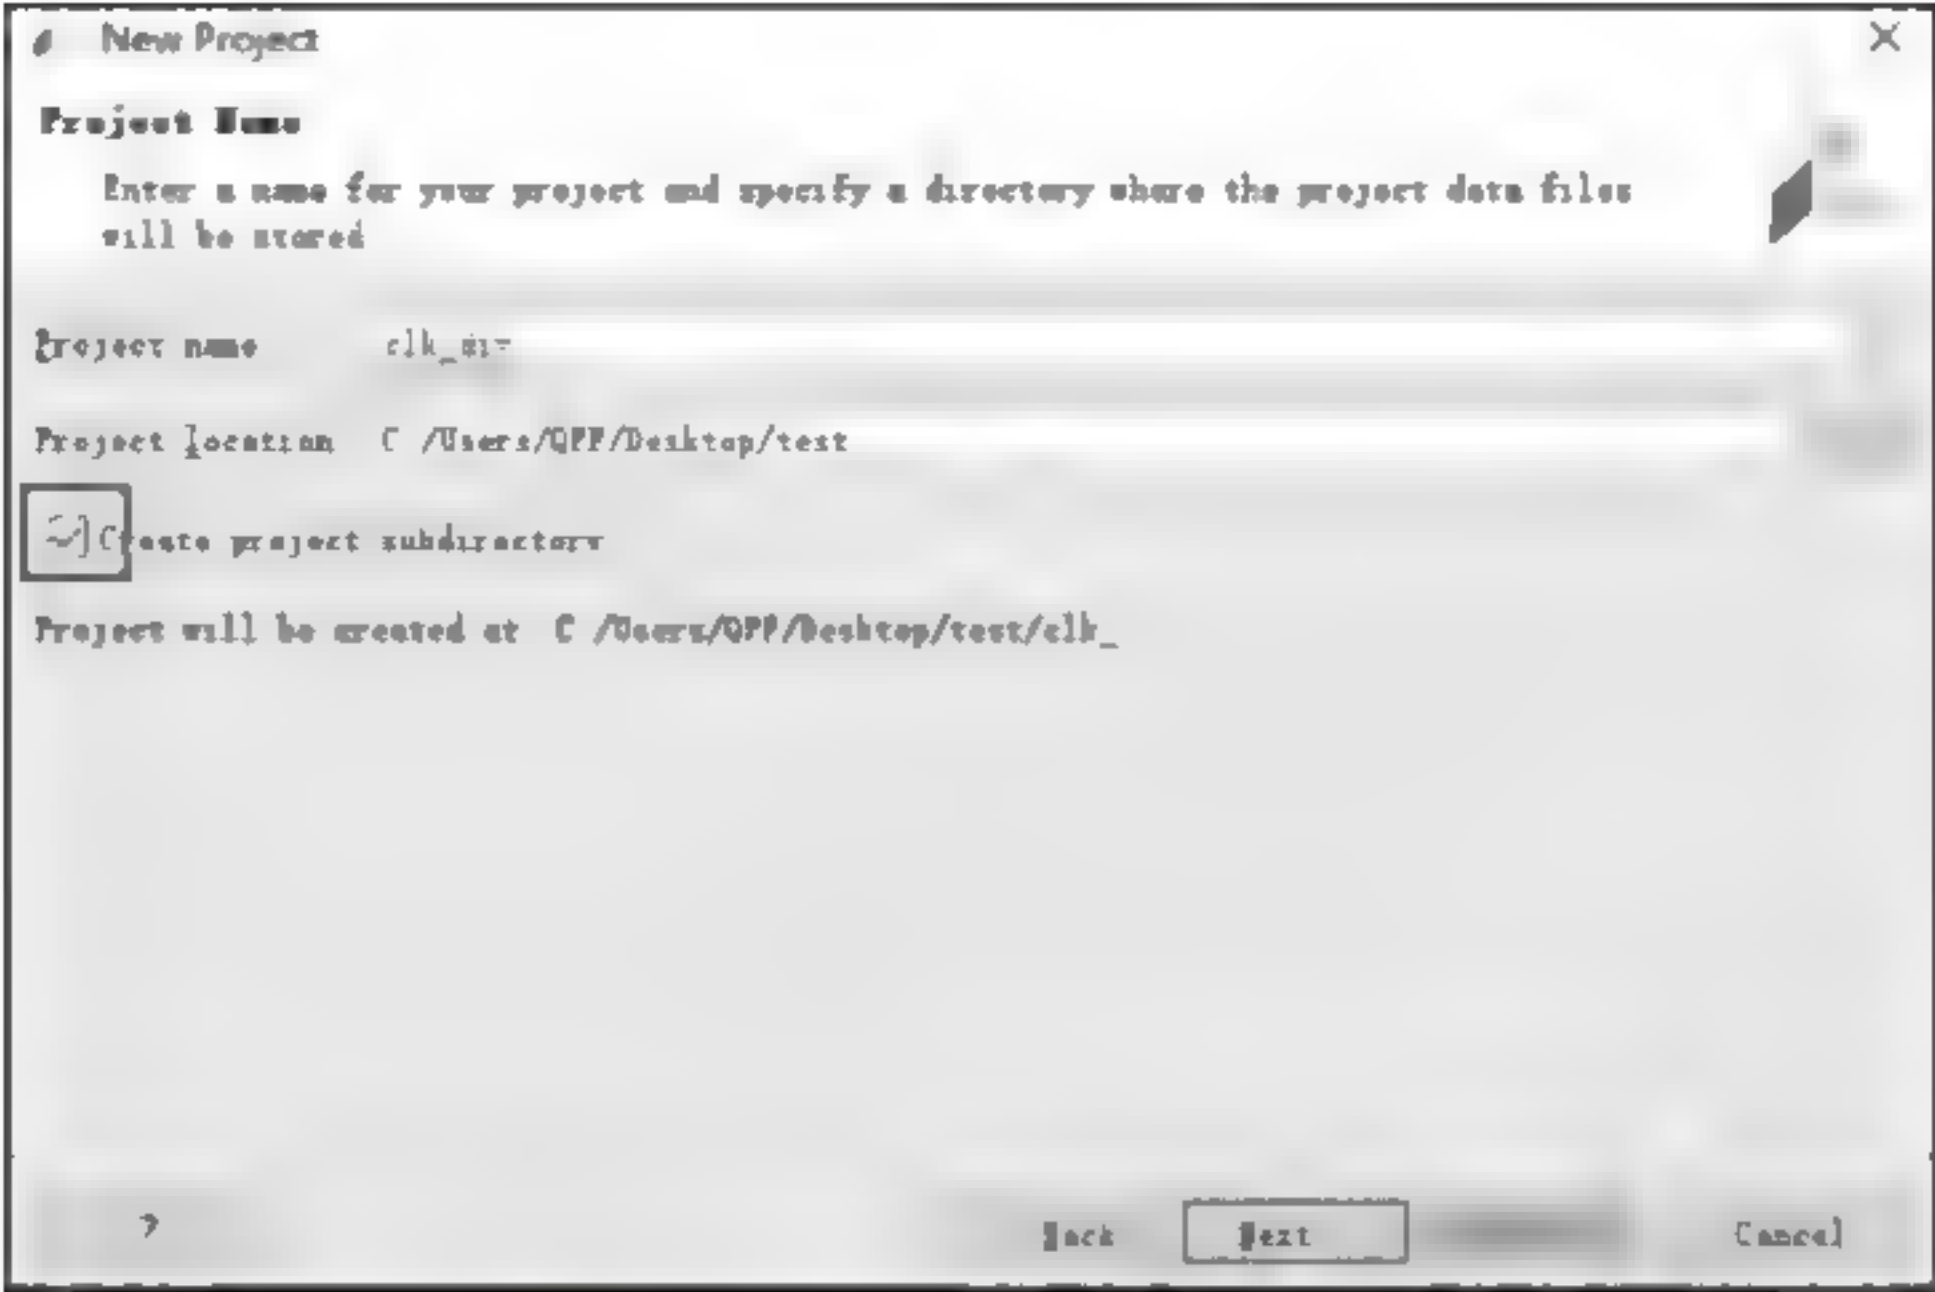 New Project
Project Name
Enter a name for your project and specify a directory where the project data files
will be stored
Project name clk_div
Project location C /Users/QPF/Desktop/test
Create project subdirectory
Project will be created at C /Users/QPF/Desktop/test/clk_
?
Back Next Cancel